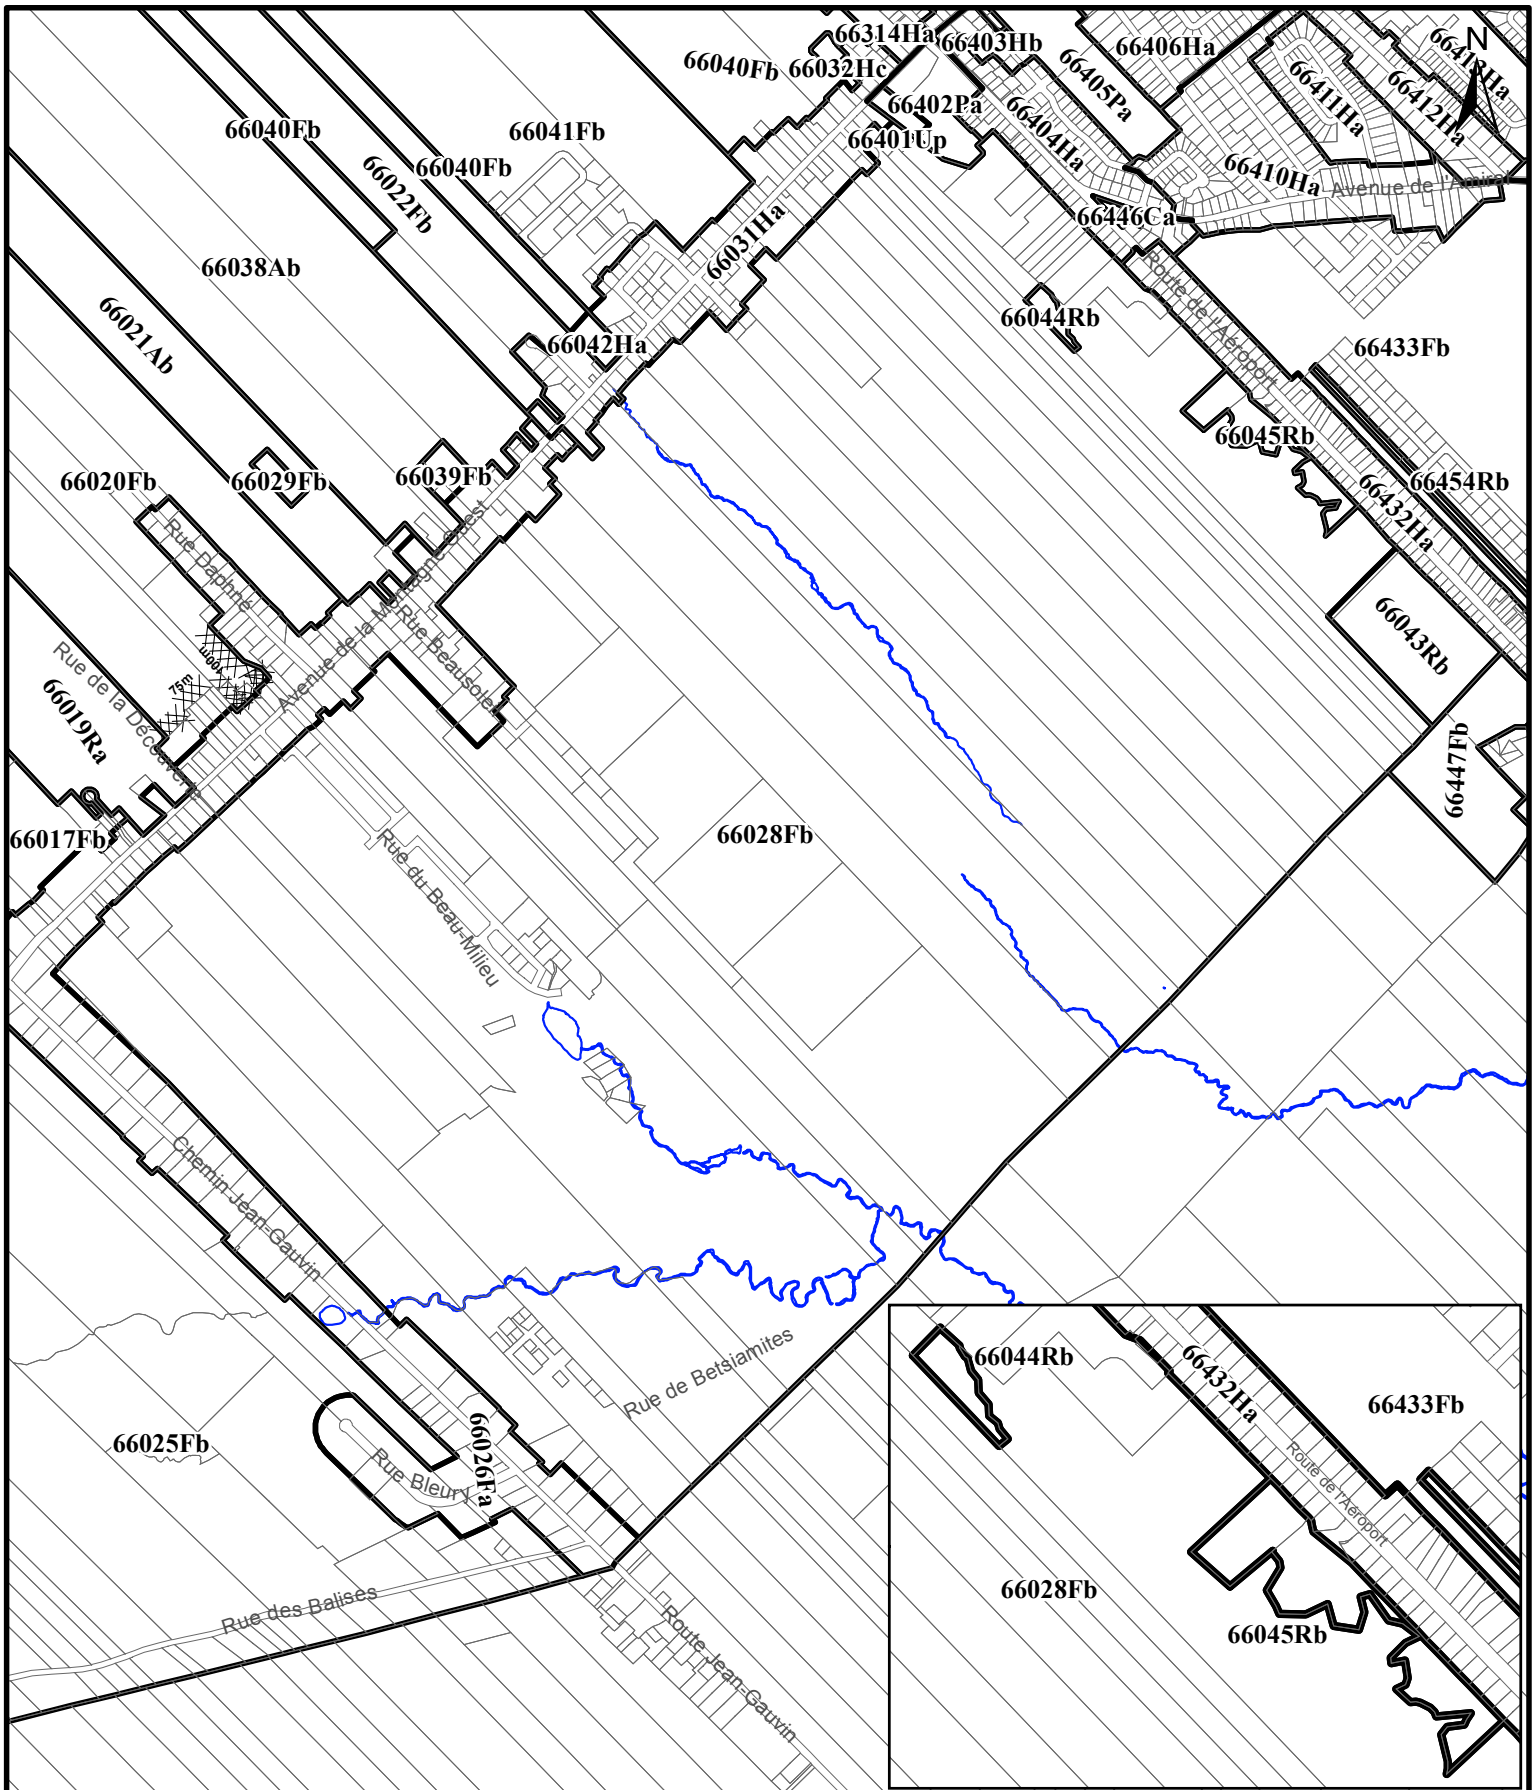 66314Ha
66403Hb
66406Ha
66413Ha
N
66040Fb
66032Hc
66405Pa
66411Ha
66412Ha
66402Pa
66404Ha
66401Up
66040Fb
66041Fb
66022Fb
66040Fb
66410Ha
Avenue de l'Amiral
66446Ca
66031Ha
66038Ab
Route de l'Aéroport
66044Rb
66021Ab
66042Ha
66433Fb
66045Rb
66039Fb
66020Fb
66029Fb
66454Rb
66432Ha
Rue Daphné
Avenue de la Montagne Ouest
Rue Beausoleil
66043Rb
100m
75m
Rue de la Découverte
66019Ra
66447Fb
66017Fb
66028Fb
Rue du Beau-Milieu
Chemin Jean-Gauvin
66044Rb
66432Ha
66433Fb
Rue de Betsiamites
66025Fb
66026Fa
Rue Bleury
Route de l'Aéroport
66028Fb
66045Rb
Rue des Balises
Route Jean-Gauvin